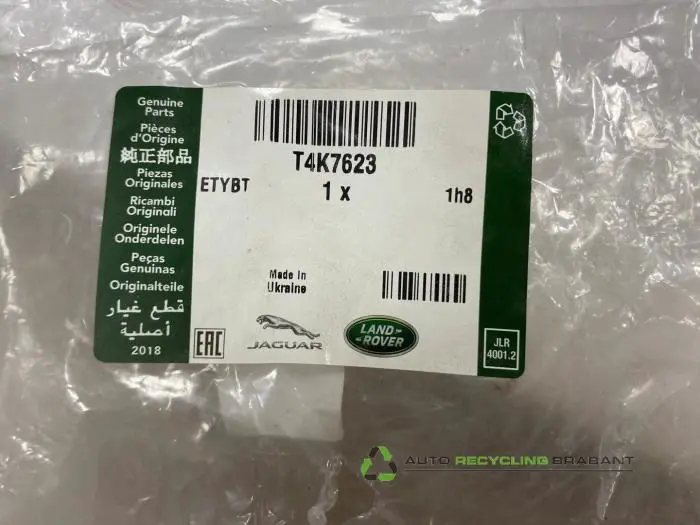 Genuine
Parts
Pièces
d'Origine
純正部品
Piezas
Originales
Ricambi
Originali
Originele
Onderdelen
Peças
Genuinas
Originalteile
قطع غيار
أصلية
2018
T4K7623
ETYBT
1 x
1h8
Made In
Ukraine
EAC
JAGUAR
LAND
ROVER
JLR
4001.2
AUTO RECYCLING BRABANT